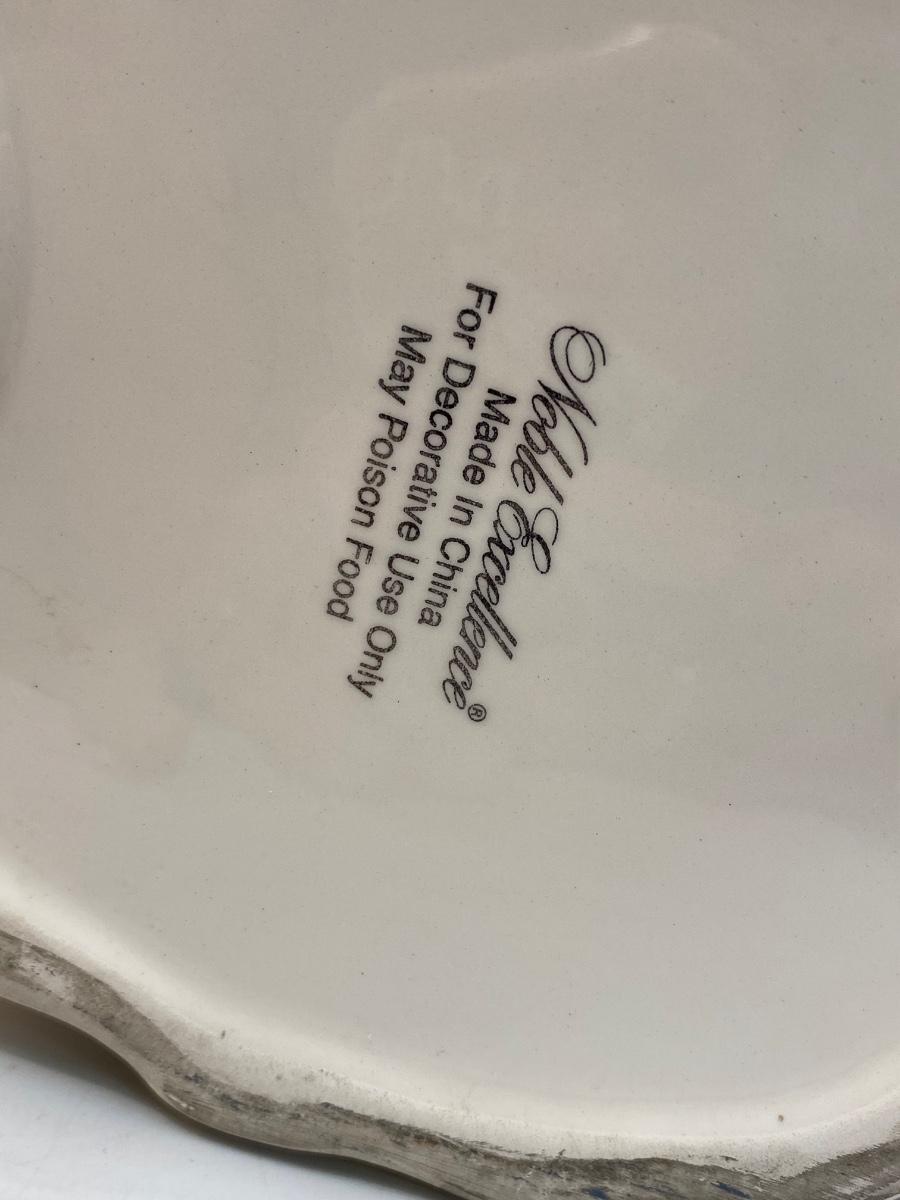 Noble Excellence®
Made In China
For Decorative Use Only
May Poison Food